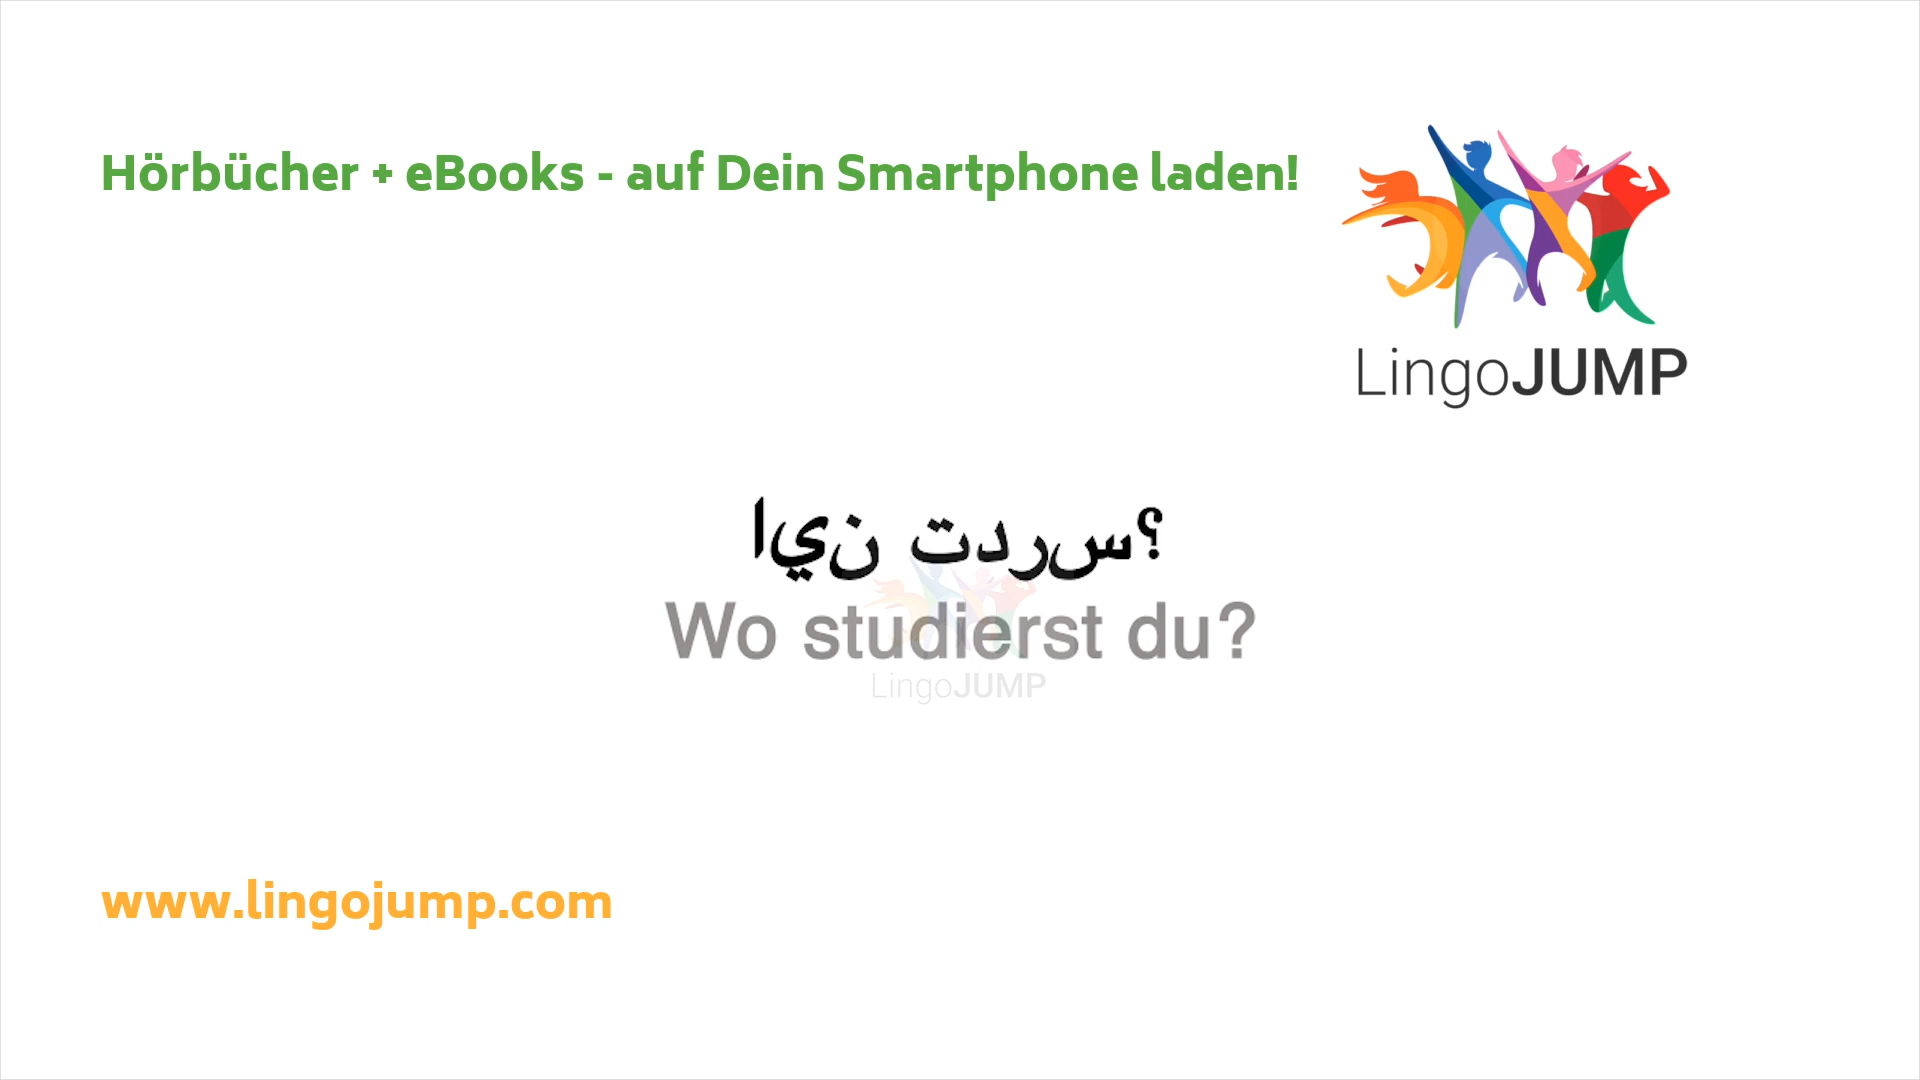 Hörbücher + eBooks - auf Dein Smartphone laden!
LingoJUMP
اين تدرس؟
Wo studierst du?
LingoJUMP
www.lingojump.com